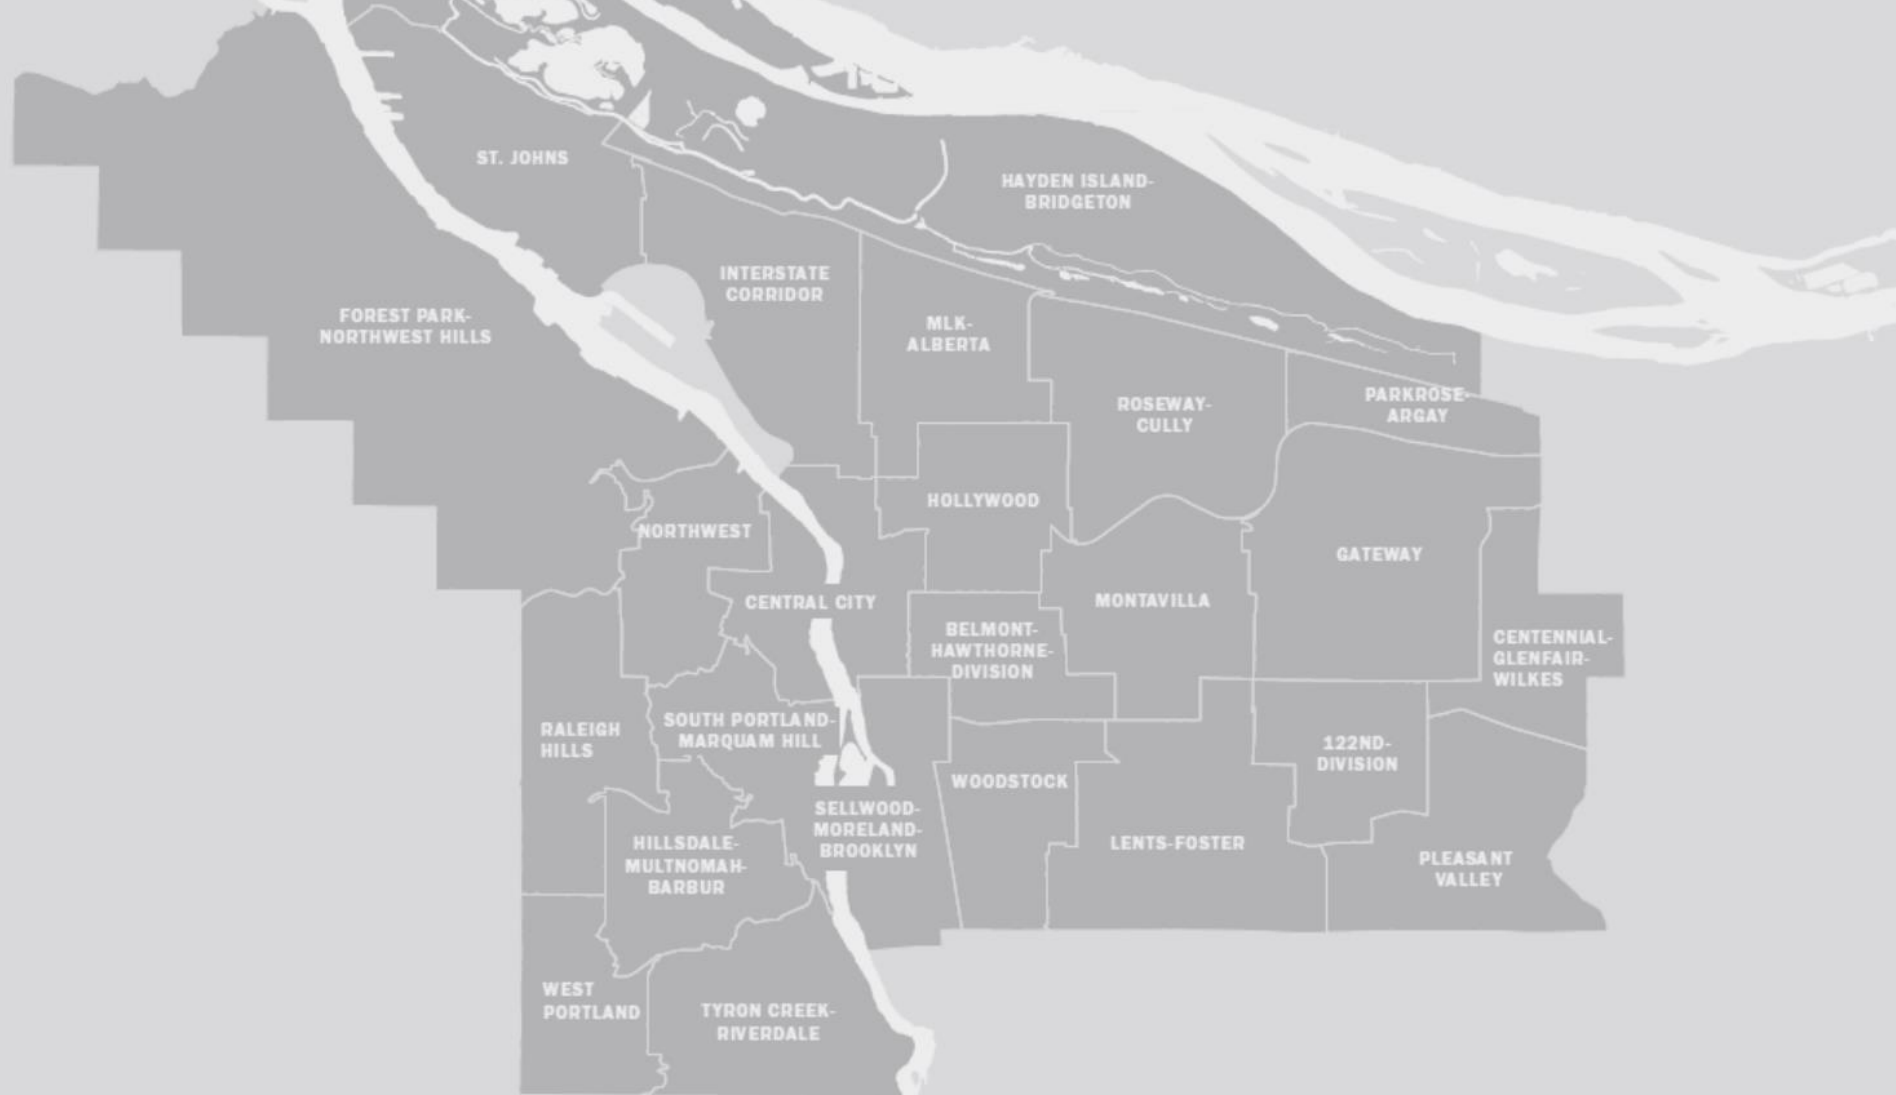 ST. JOHNS
HAYDEN ISLAND-
BRIDGETON
INTERSTATE
CORRIDOR
FOREST PARK-
NORTHWEST HILLS
MLK-
ALBERTA
ROSEWAY-
CULLY
PARKROSE-
ARGAY
HOLLYWOOD
NORTHWEST
GATEWAY
CENTRAL CITY
MONTAVILLA
BELMONT-
HAWTHORNE-
DIVISION
CENTENNIAL-
GLENFAIR-
WILKES
RALEIGH
HILLS
SOUTH PORTLAND-
MARQUAM HILL
122ND-
DIVISION
WOODSTOCK
SELLWOOD-
MORELAND-
BROOKLYN
HILLSDALE-
MULTNOMAH-
BARBUR
LENTS-FOSTER
PLEASANT
VALLEY
WEST
PORTLAND
TYRON CREEK-
RIVERDALE